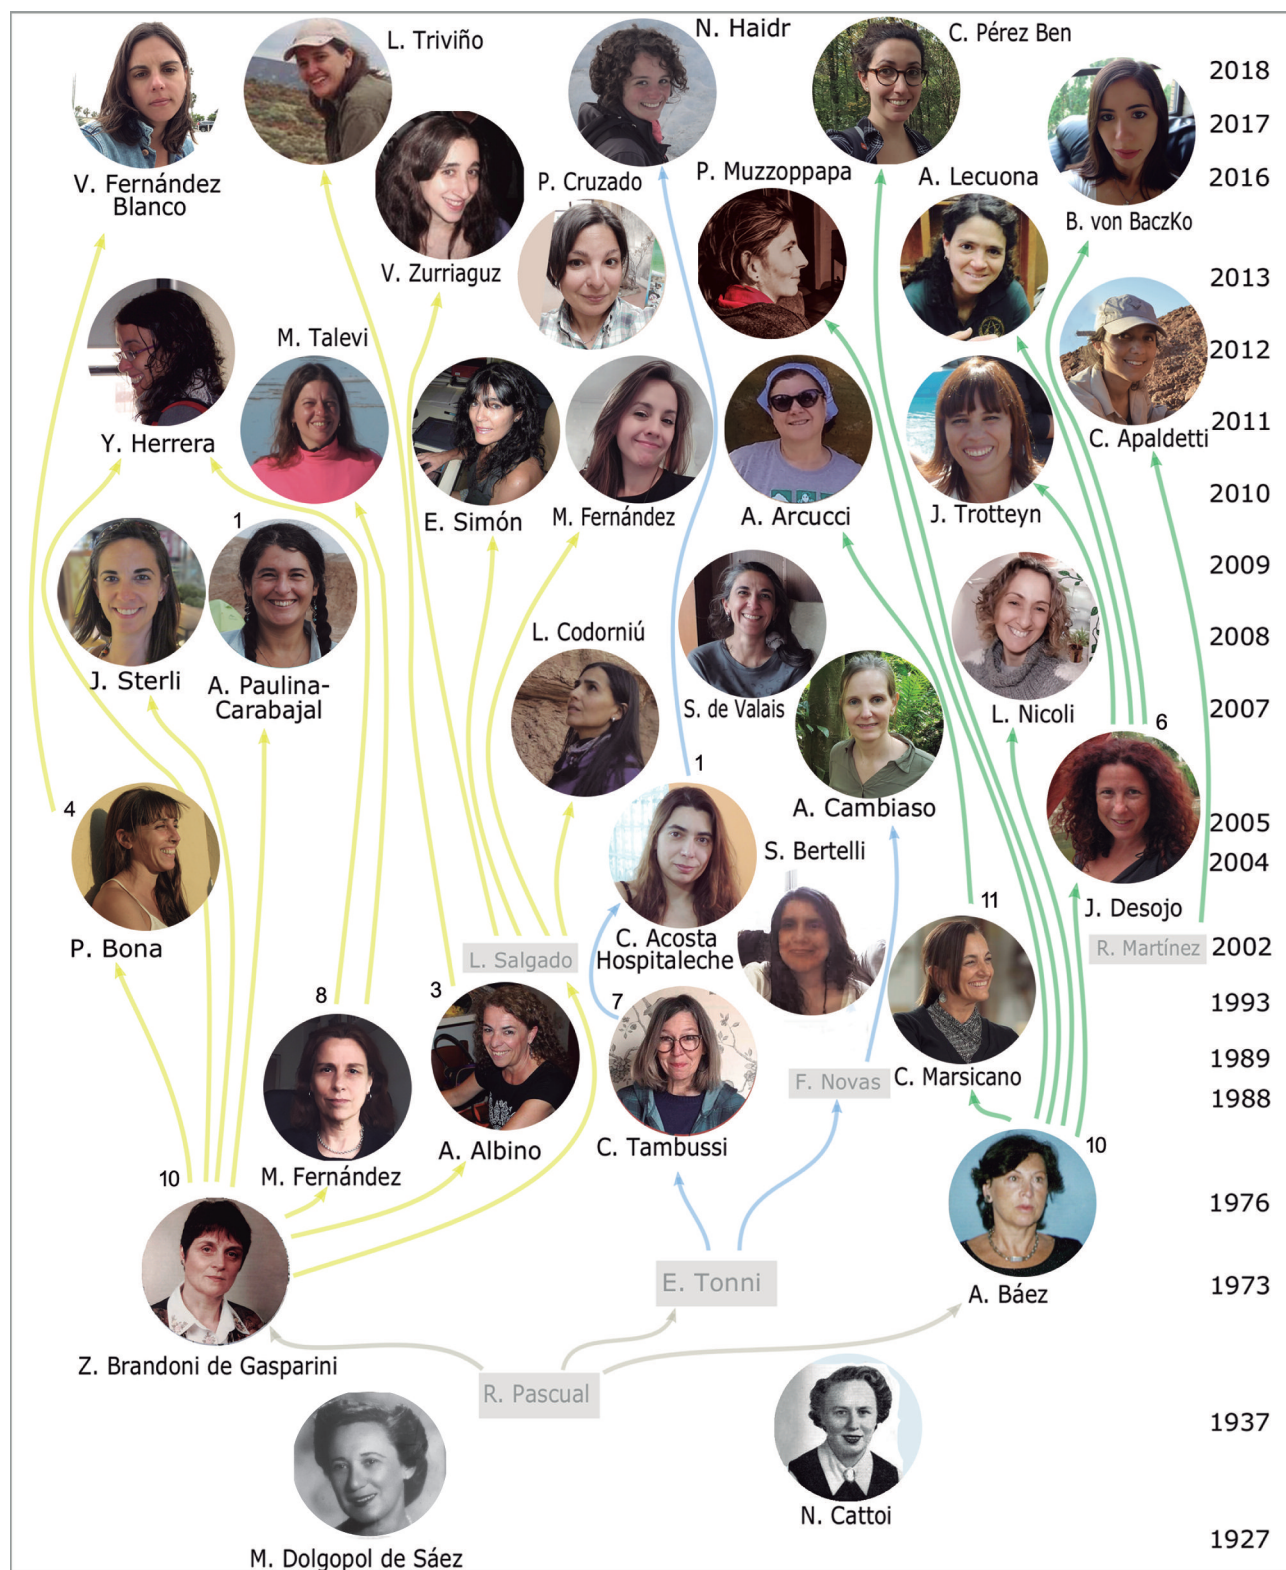 L. Triviño
N. Haidr
C. Pérez Ben
2018
2017
V. Fernández
Blanco
P. Cruzado
P. Muzzoppapa
A. Lecuona
2016
B. von BaczKo
V. Zurriaguz
2013
M. Talevi
2012
Y. Herrera
C. Apaldetti
2011
E. Simón
M. Fernández
A. Arcucci
J. Trotteyn
2010
1
2009
L. Codorniú
2008
J. Sterli
A. Paulina-
Carabajal
S. de Valais
L. Nicoli
2007
6
1
4
A. Cambiaso
2005
S. Bertelli
2004
P. Bona
11
J. Desojo
L. Salgado
C. Acosta
Hospitaleche
R. Martínez
2002
8
3
7
1993
F. Novas
C. Marsicano
1989
1988
10
M. Fernández
A. Albino
C. Tambussi
10
1976
E. Tonni
A. Báez
1973
Z. Brandoni de Gasparini
R. Pascual
1937
N. Cattoi
M. Dolgopol de Sáez
1927